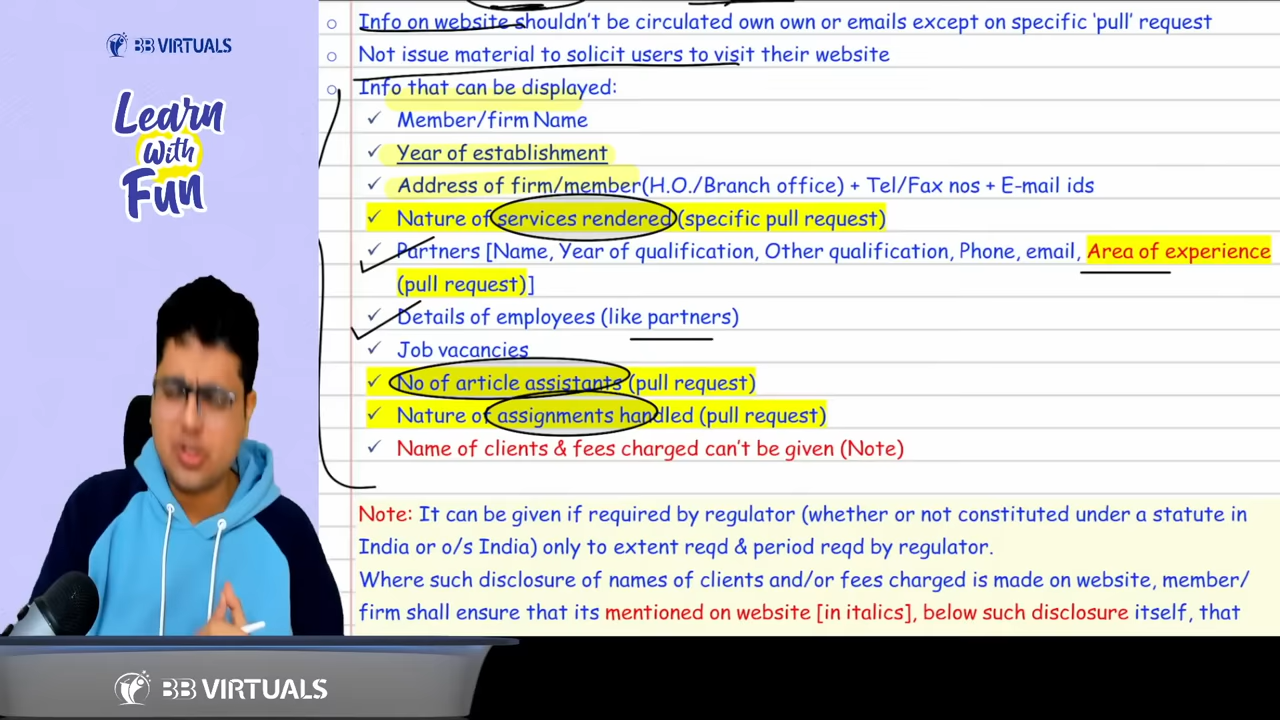 BB VIRTUALS
Learn
With
Fun
Info on website shouldn't be circulated own own or emails except on specific 'pull' request
Not issue material to solicit users to visit their website
Info that can be displayed:
Member/firm Name
Year of establishment
Address of firm/member(H.O./Branch office) + Tel/Fax nos + E-mail ids
Nature of services rendered (specific pull request)
Partners [Name, Year of qualification, Other qualification, Phone, email, Area of experience
(pull request)]
Details of employees (like partners)
Job vacancies
No of article assistants (pull request)
Nature of assignments handled (pull request)
Name of clients & fees charged can't be given (Note)
Note: It can be given if required by regulator (whether or not constituted under a statute in
India or o/s India) only to extent reqd & period reqd by regulator.
Where such disclosure of names of clients and/or fees charged is made on website, member/
firm shall ensure that its mentioned on website [in italics], below such disclosure itself, that
BB VIRTUALS